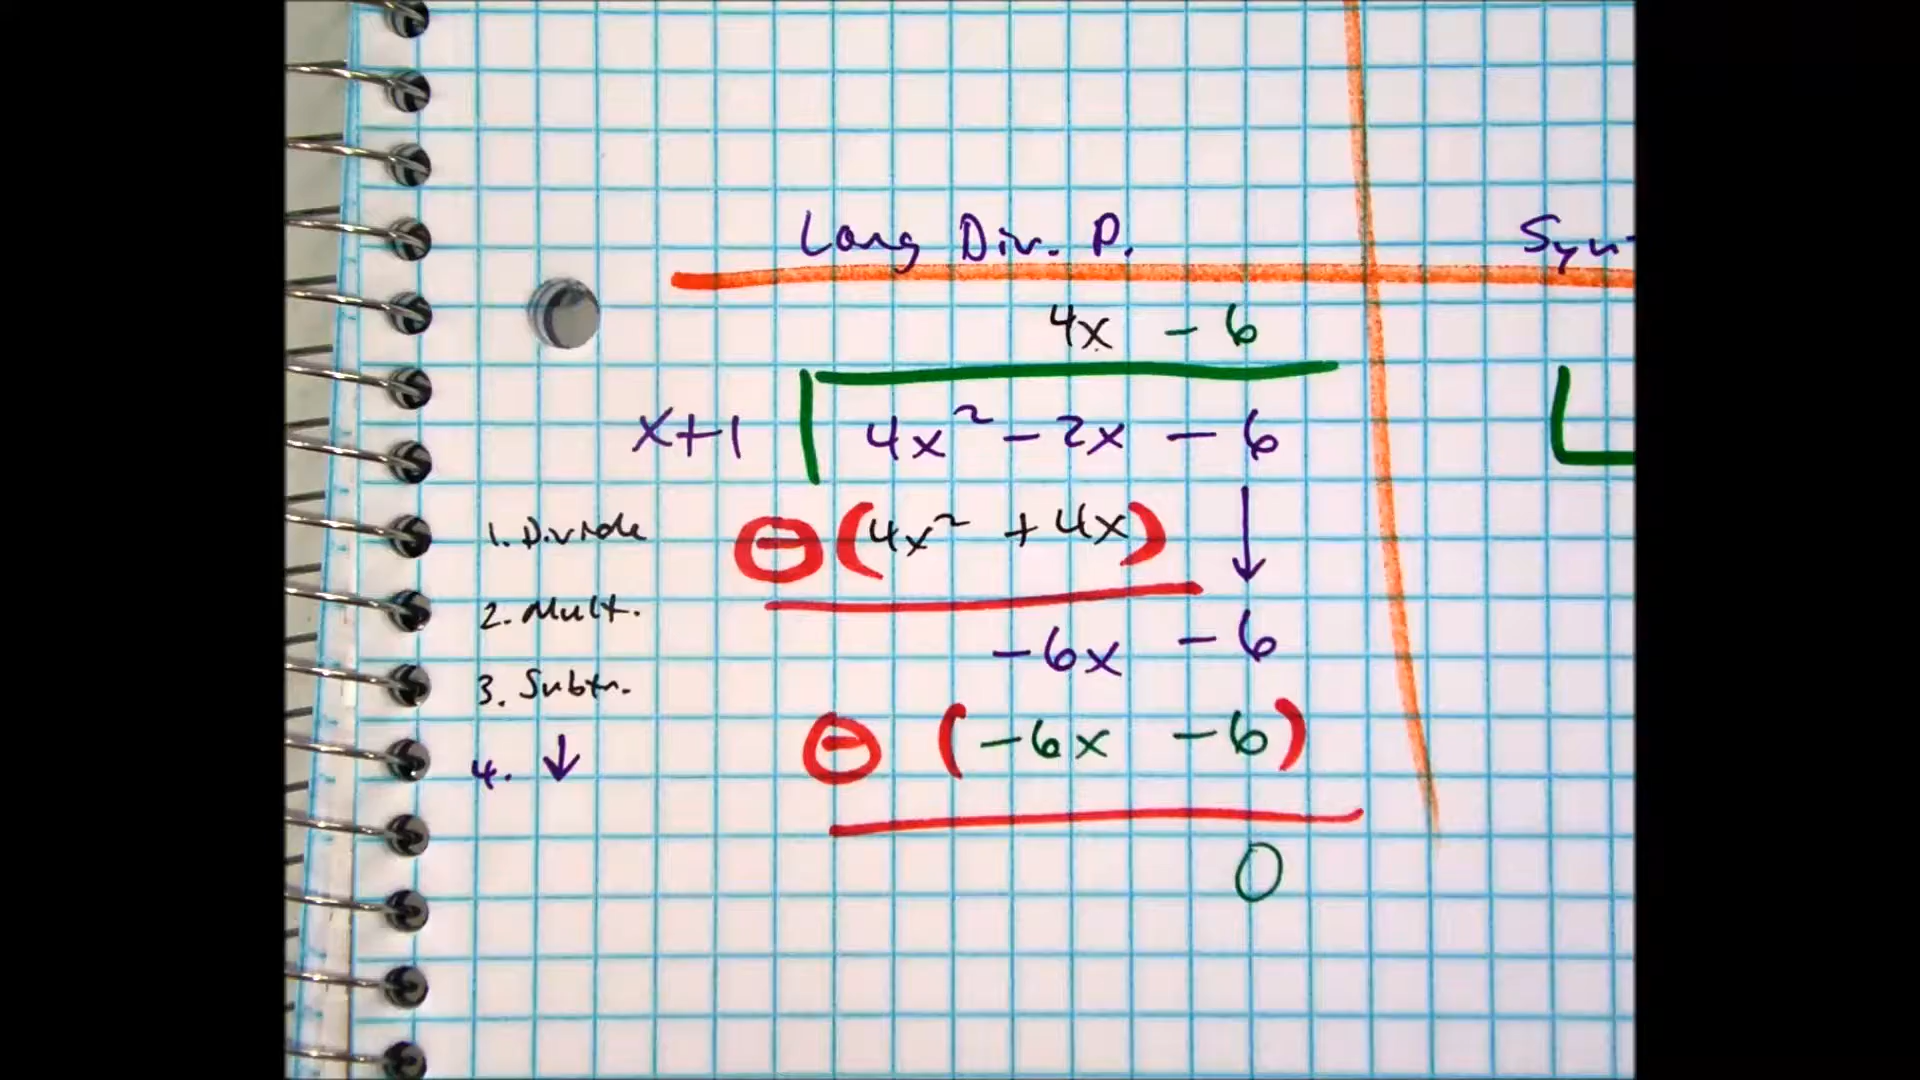 Long Div. P.
Syn
4x - 6
x+1
4x² - 2x - 6
1. Divide
⊖ (4x² + 4x) ↓
2. Mult.
-6x - 6
3. Subtr.
⊖ (-6x - 6)
4. ↓
0